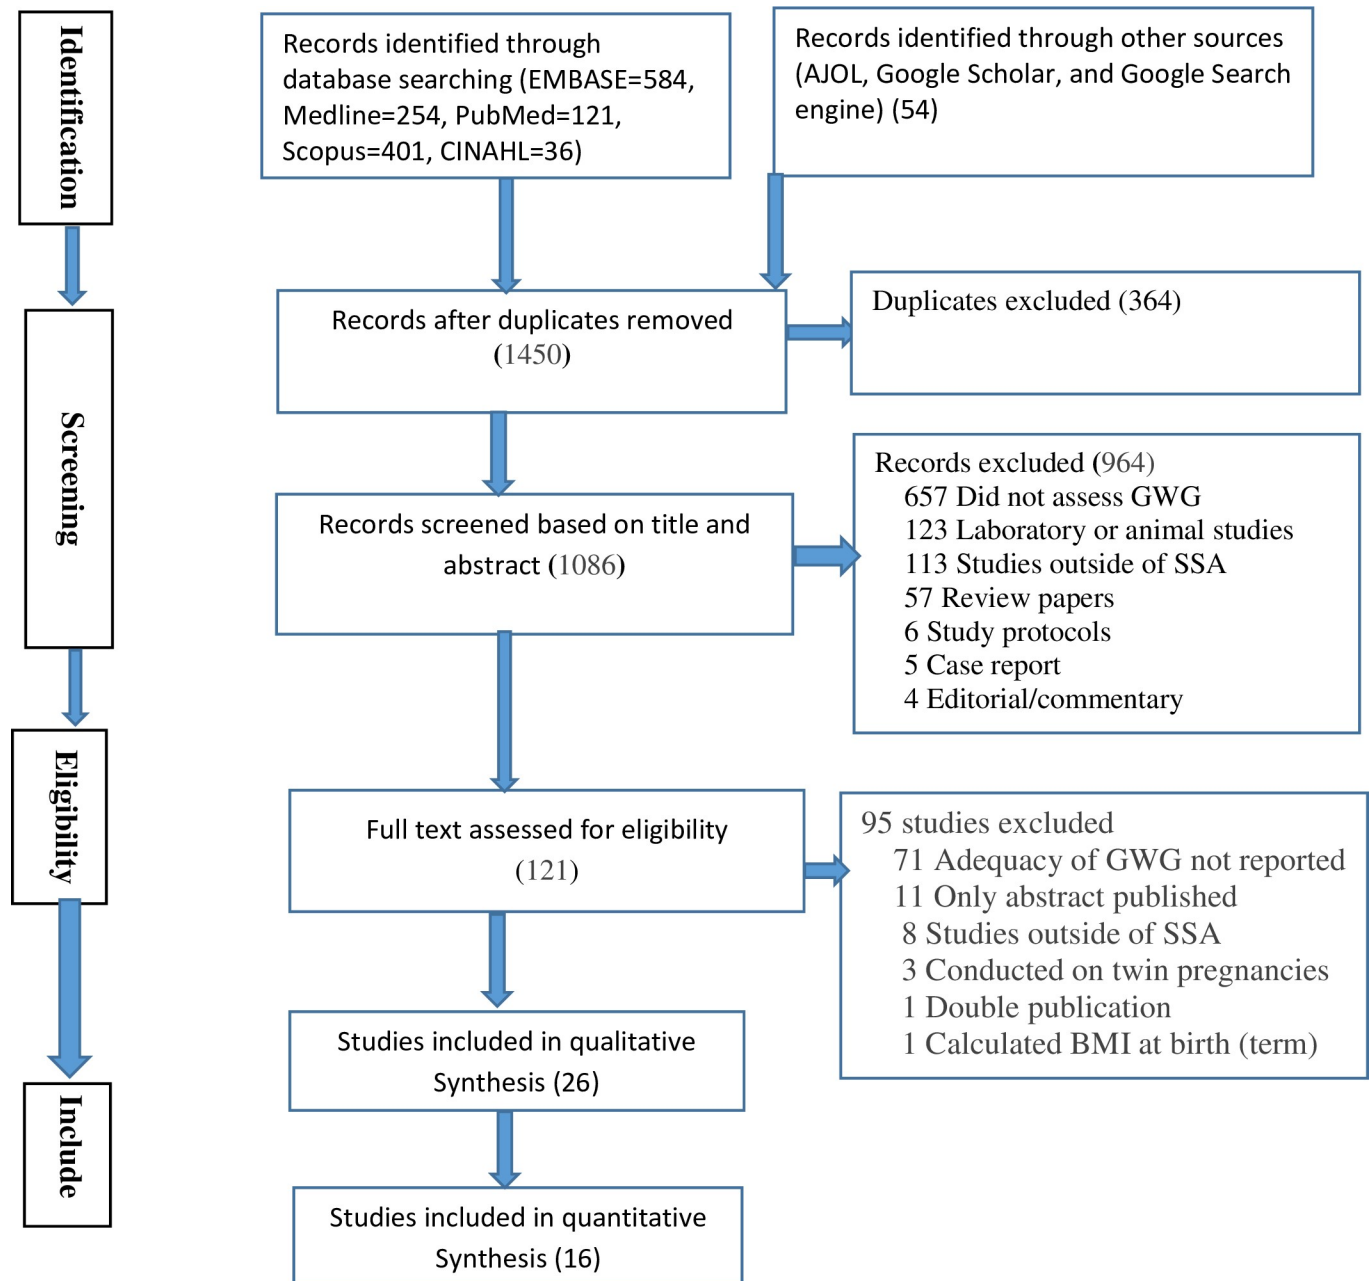 Identification
Records identified through
database searching (EMBASE=584,
Medline=254, PubMed=121,
Scopus=401, CINAHL=36)
Records identified through other sources
(AJOL, Google Scholar, and Google Search
engine) (54)
Screening
Records after duplicates removed
(1450)
Duplicates excluded (364)
Records screened based on title and
abstract (1086)
Records excluded (964)
657 Did not assess GWG
123 Laboratory or animal studies
113 Studies outside of SSA
57 Review papers
6 Study protocols
5 Case report
4 Editorial/commentary
Eligibility
Full text assessed for eligibility
(121)
95 studies excluded
71 Adequacy of GWG not reported
11 Only abstract published
8 Studies outside of SSA
3 Conducted on twin pregnancies
1 Double publication
1 Calculated BMI at birth (term)
Include
Studies included in qualitative
Synthesis (26)
Studies included in quantitative
Synthesis (16)